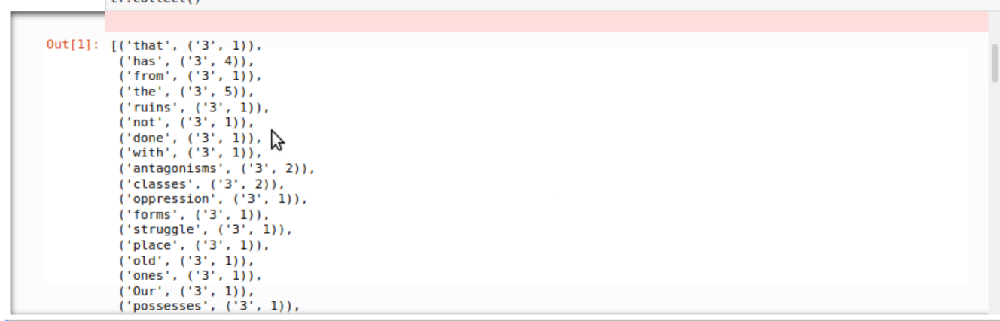 Out[1]: [('that', ('3', 1)),
('has', ('3', 4)),
('from', ('3', 1)),
('the', ('3', 5)),
('ruins', ('3', 1)),
('not', ('3', 1)),
('done', ('3', 1)),
('with', ('3', 1)),
('antagonisms', ('3', 2)),
('classes', ('3', 2)),
('oppression', ('3', 1)),
('forms', ('3', 1)),
('struggle', ('3', 1)),
('place', ('3', 1)),
('old', ('3', 1)),
('ones', ('3', 1)),
('Our', ('3', 1)),
('possesses', ('3', 1)),